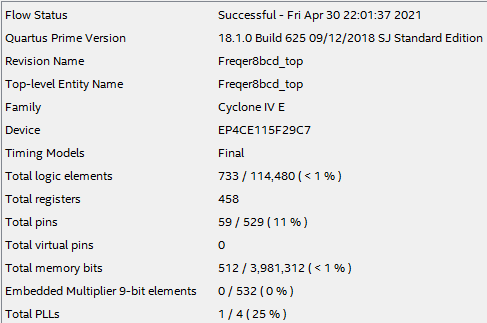 Flow Status Successful - Fri Apr 30 22:01:37 2021
Quartus Prime Version 18.1.0 Build 625 09/12/2018 SJ Standard Edition
Revision Name Freqer8bcd_top
Top-level Entity Name Freqer8bcd_top
Family Cyclone IV E
Device EP4CE115F29C7
Timing Models Final
Total logic elements 733 / 114,480 ( < 1 % )
Total registers 458
Total pins 59 / 529 ( 11 % )
Total virtual pins 0
Total memory bits 512 / 3,981,312 ( < 1 % )
Embedded Multiplier 9-bit elements 0 / 532 ( 0 % )
Total PLLs 1 / 4 ( 25 % )